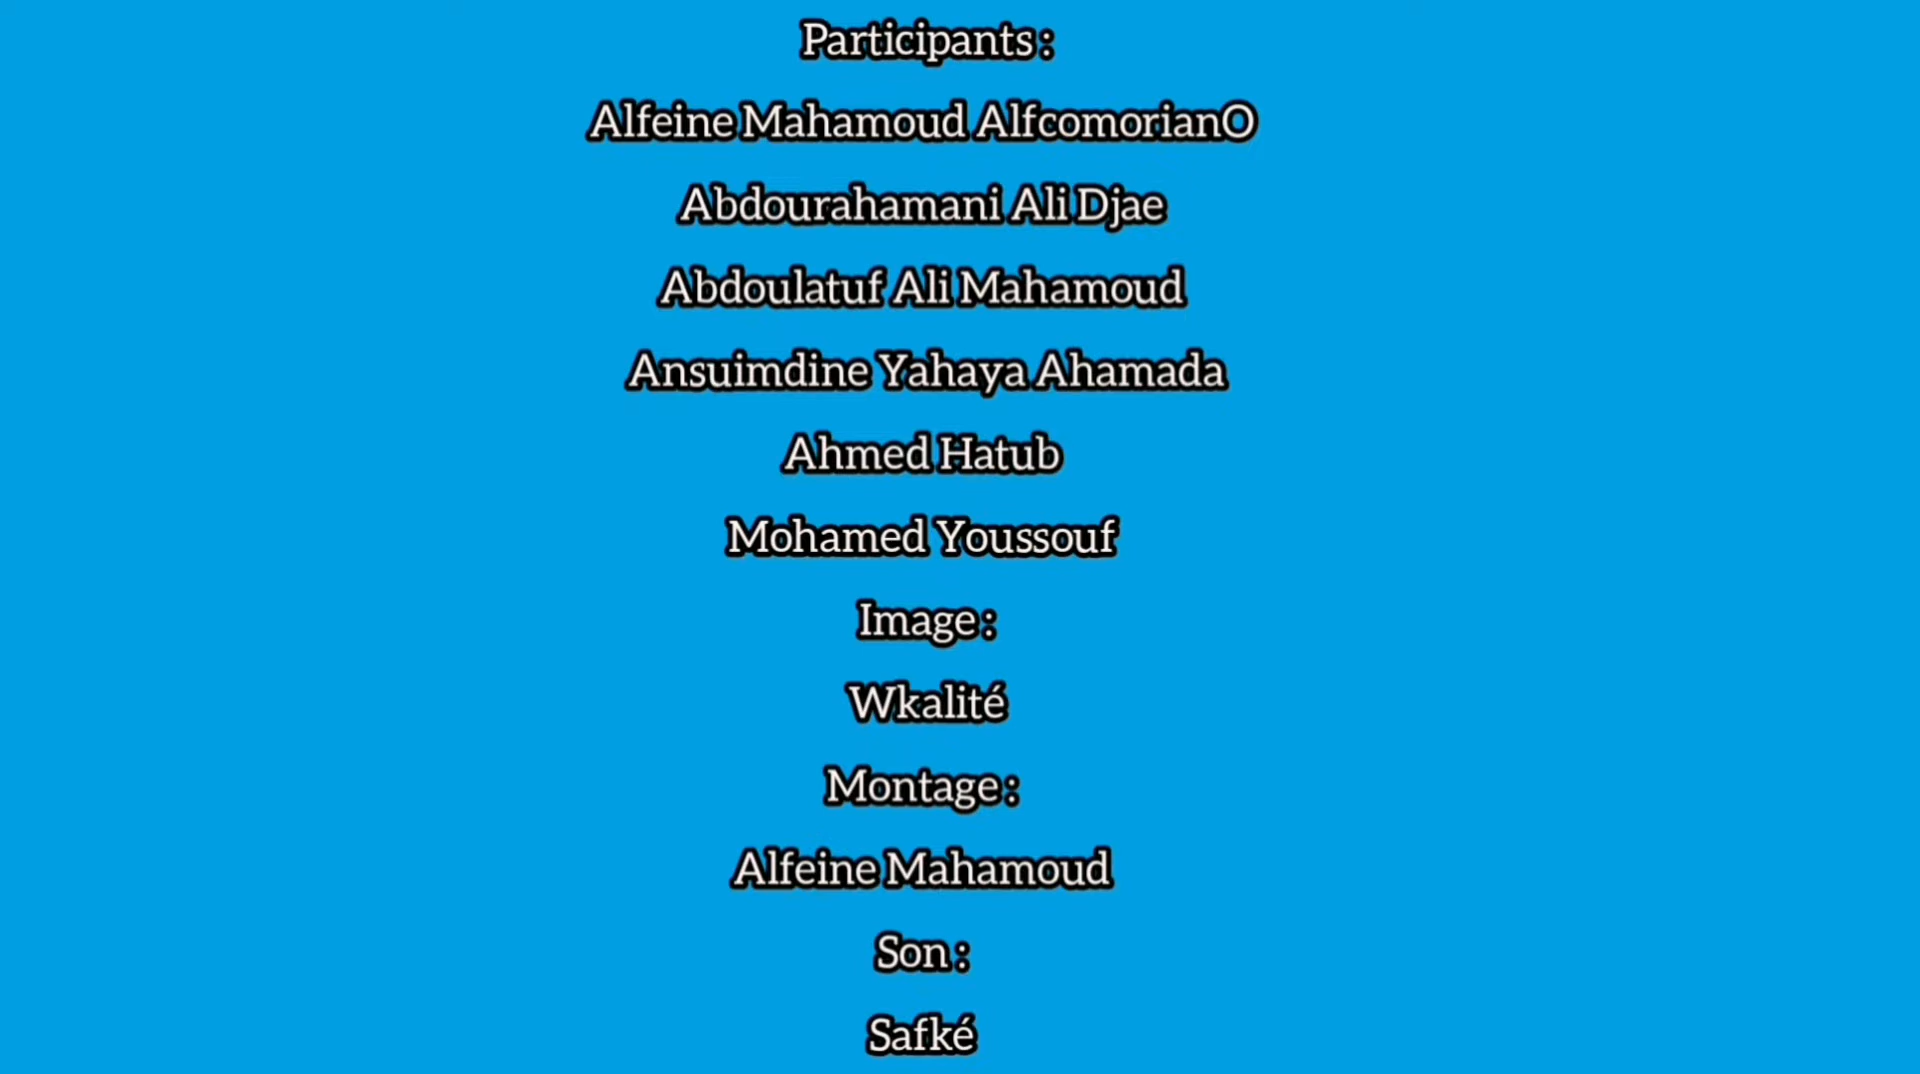 Participants :
Alfeine Mahamoud AlfcomorianO
Abdourahamani Ali Djae
Abdoulatuf Ali Mahamoud
Ansuimdine Yahaya Ahamada
Ahmed Hatub
Mohamed Youssouf
Image :
Wkalité
Montage :
Alfeine Mahamoud
Son :
Safké